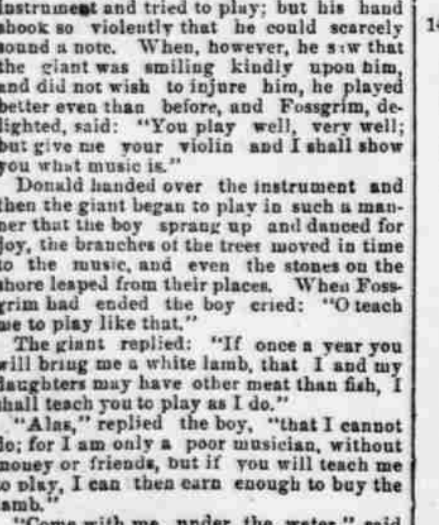 instrument and tried to play; but his hand
shook so violently that he could scarcely
sound a note. When, however, he saw that
the giant was smiling kindly upon him,
and did not wish to injure him, he played
better even than before, and Fossgrim, de-
lighted, said: "You play well, very well;
but give me your violin and I shall show
you what music is."
Donald handed over the instrument and
then the giant began to play in such a man-
ner that the boy sprang up and danced for
joy, the branches of the trees moved in time
to the music, and even the stones on the
shore leaped from their places. When Foss-
grim had ended the boy cried: "O teach
me to play like that."
The giant replied: "If once a year you
will bring me a white lamb, that I and my
daughters may have other meat than fish, I
shall teach you to play as I do."
"Alas," replied the boy, "that I cannot
do; for I am only a poor musician, without
money or friends, but if you will teach me
to play, I can then earn enough to buy the
lamb."
"Come with me under the water," said